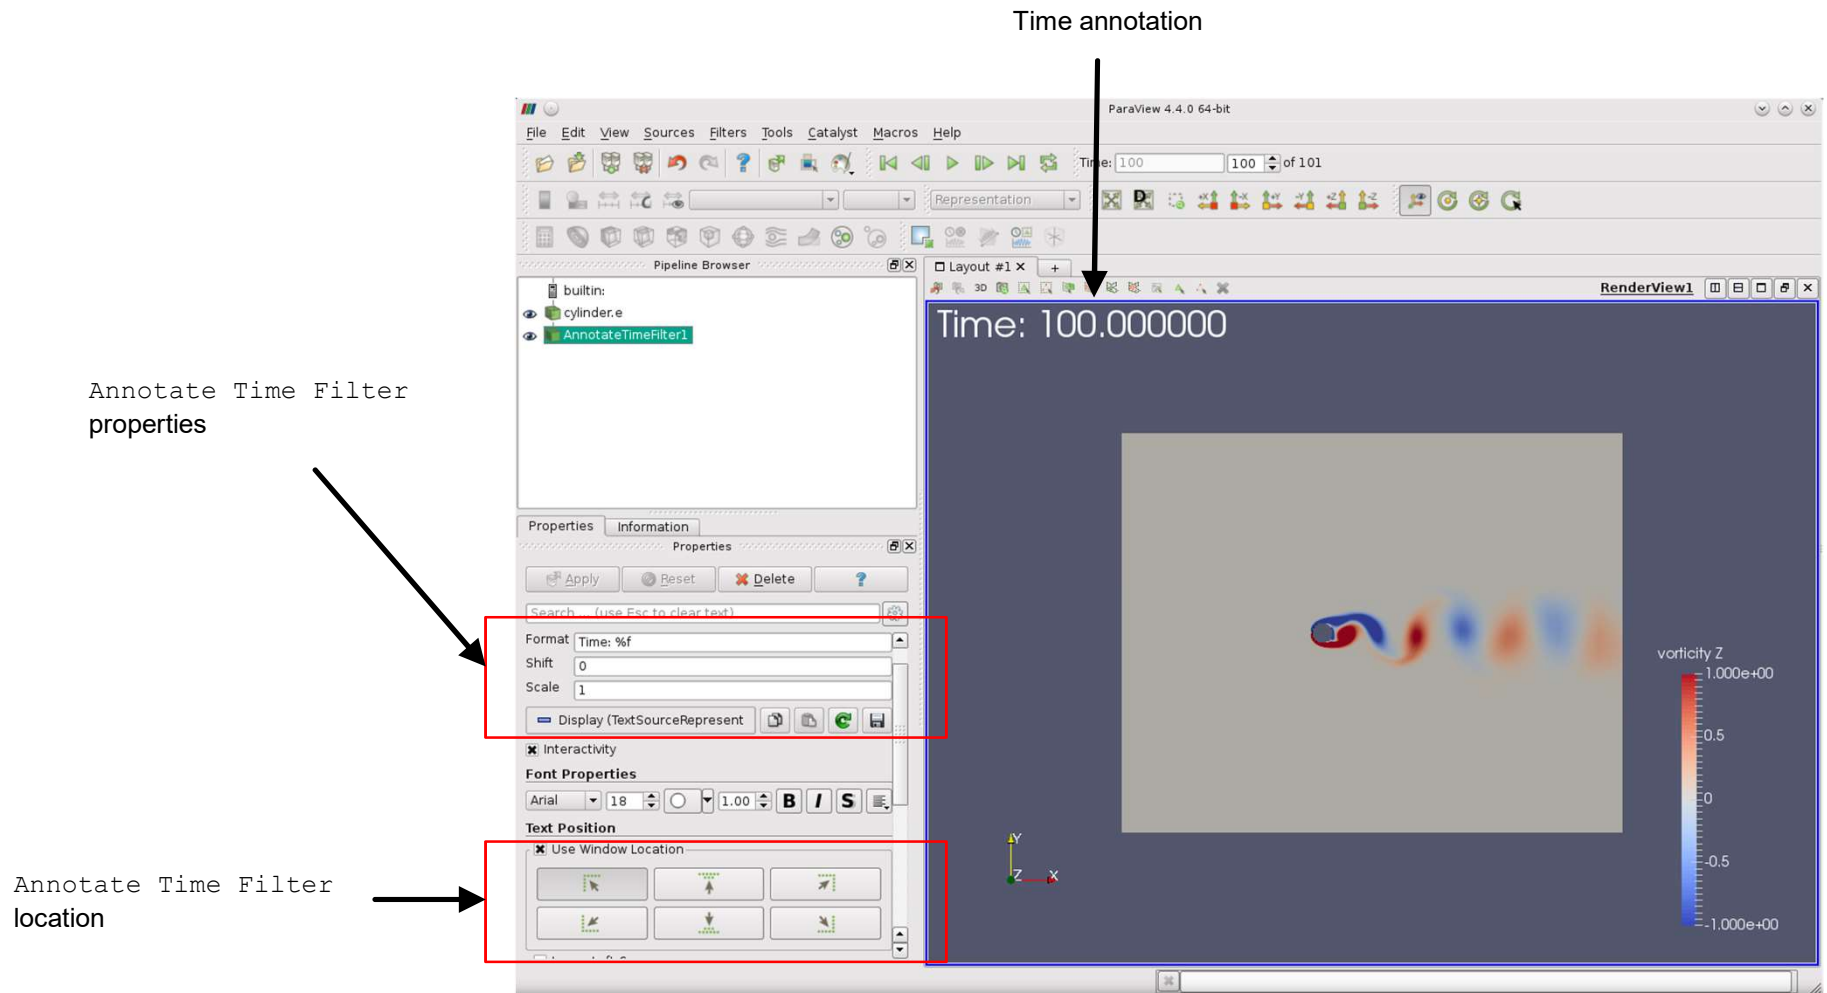 Time annotation
ParaView 4.4.0 64-bit
File Edit View Sources Filters Tools Catalyst Macros Help
Time: 100 100 of 101
Representation
Pipeline Browser
Layout #1
+
builtin:
3D
RenderView1
cylinder.e
AnnotateTimeFilter1
Time: 100.000000
Annotate Time Filter
properties
Properties Information
Properties
Apply Reset Delete ?
Search ... (use Esc to clear text)
Format Time: %f
Shift 0
Scale 1
Display (TextSourceRepresent
Interactivity
Font Properties
Arial 18 1.00 B I S
Text Position
Use Window Location
Annotate Time Filter
location
vorticity Z
1.000e+00
0.5
0
-0.5
-1.000e+00
Y
Z X